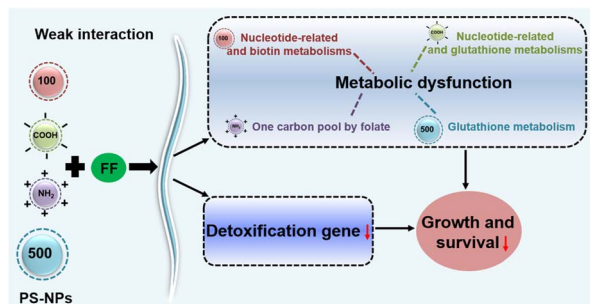 Weak interaction
100
COOH
NH2
500
PS-NPs
FF
100
Nucleotide-related
and biotin metabolisms
COOH
Nucleotide-related
and glutathione metabolisms
Metabolic dysfunction
NH2
One carbon pool by folate
500
Glutathione metabolism
Detoxification gene
Growth and
survival